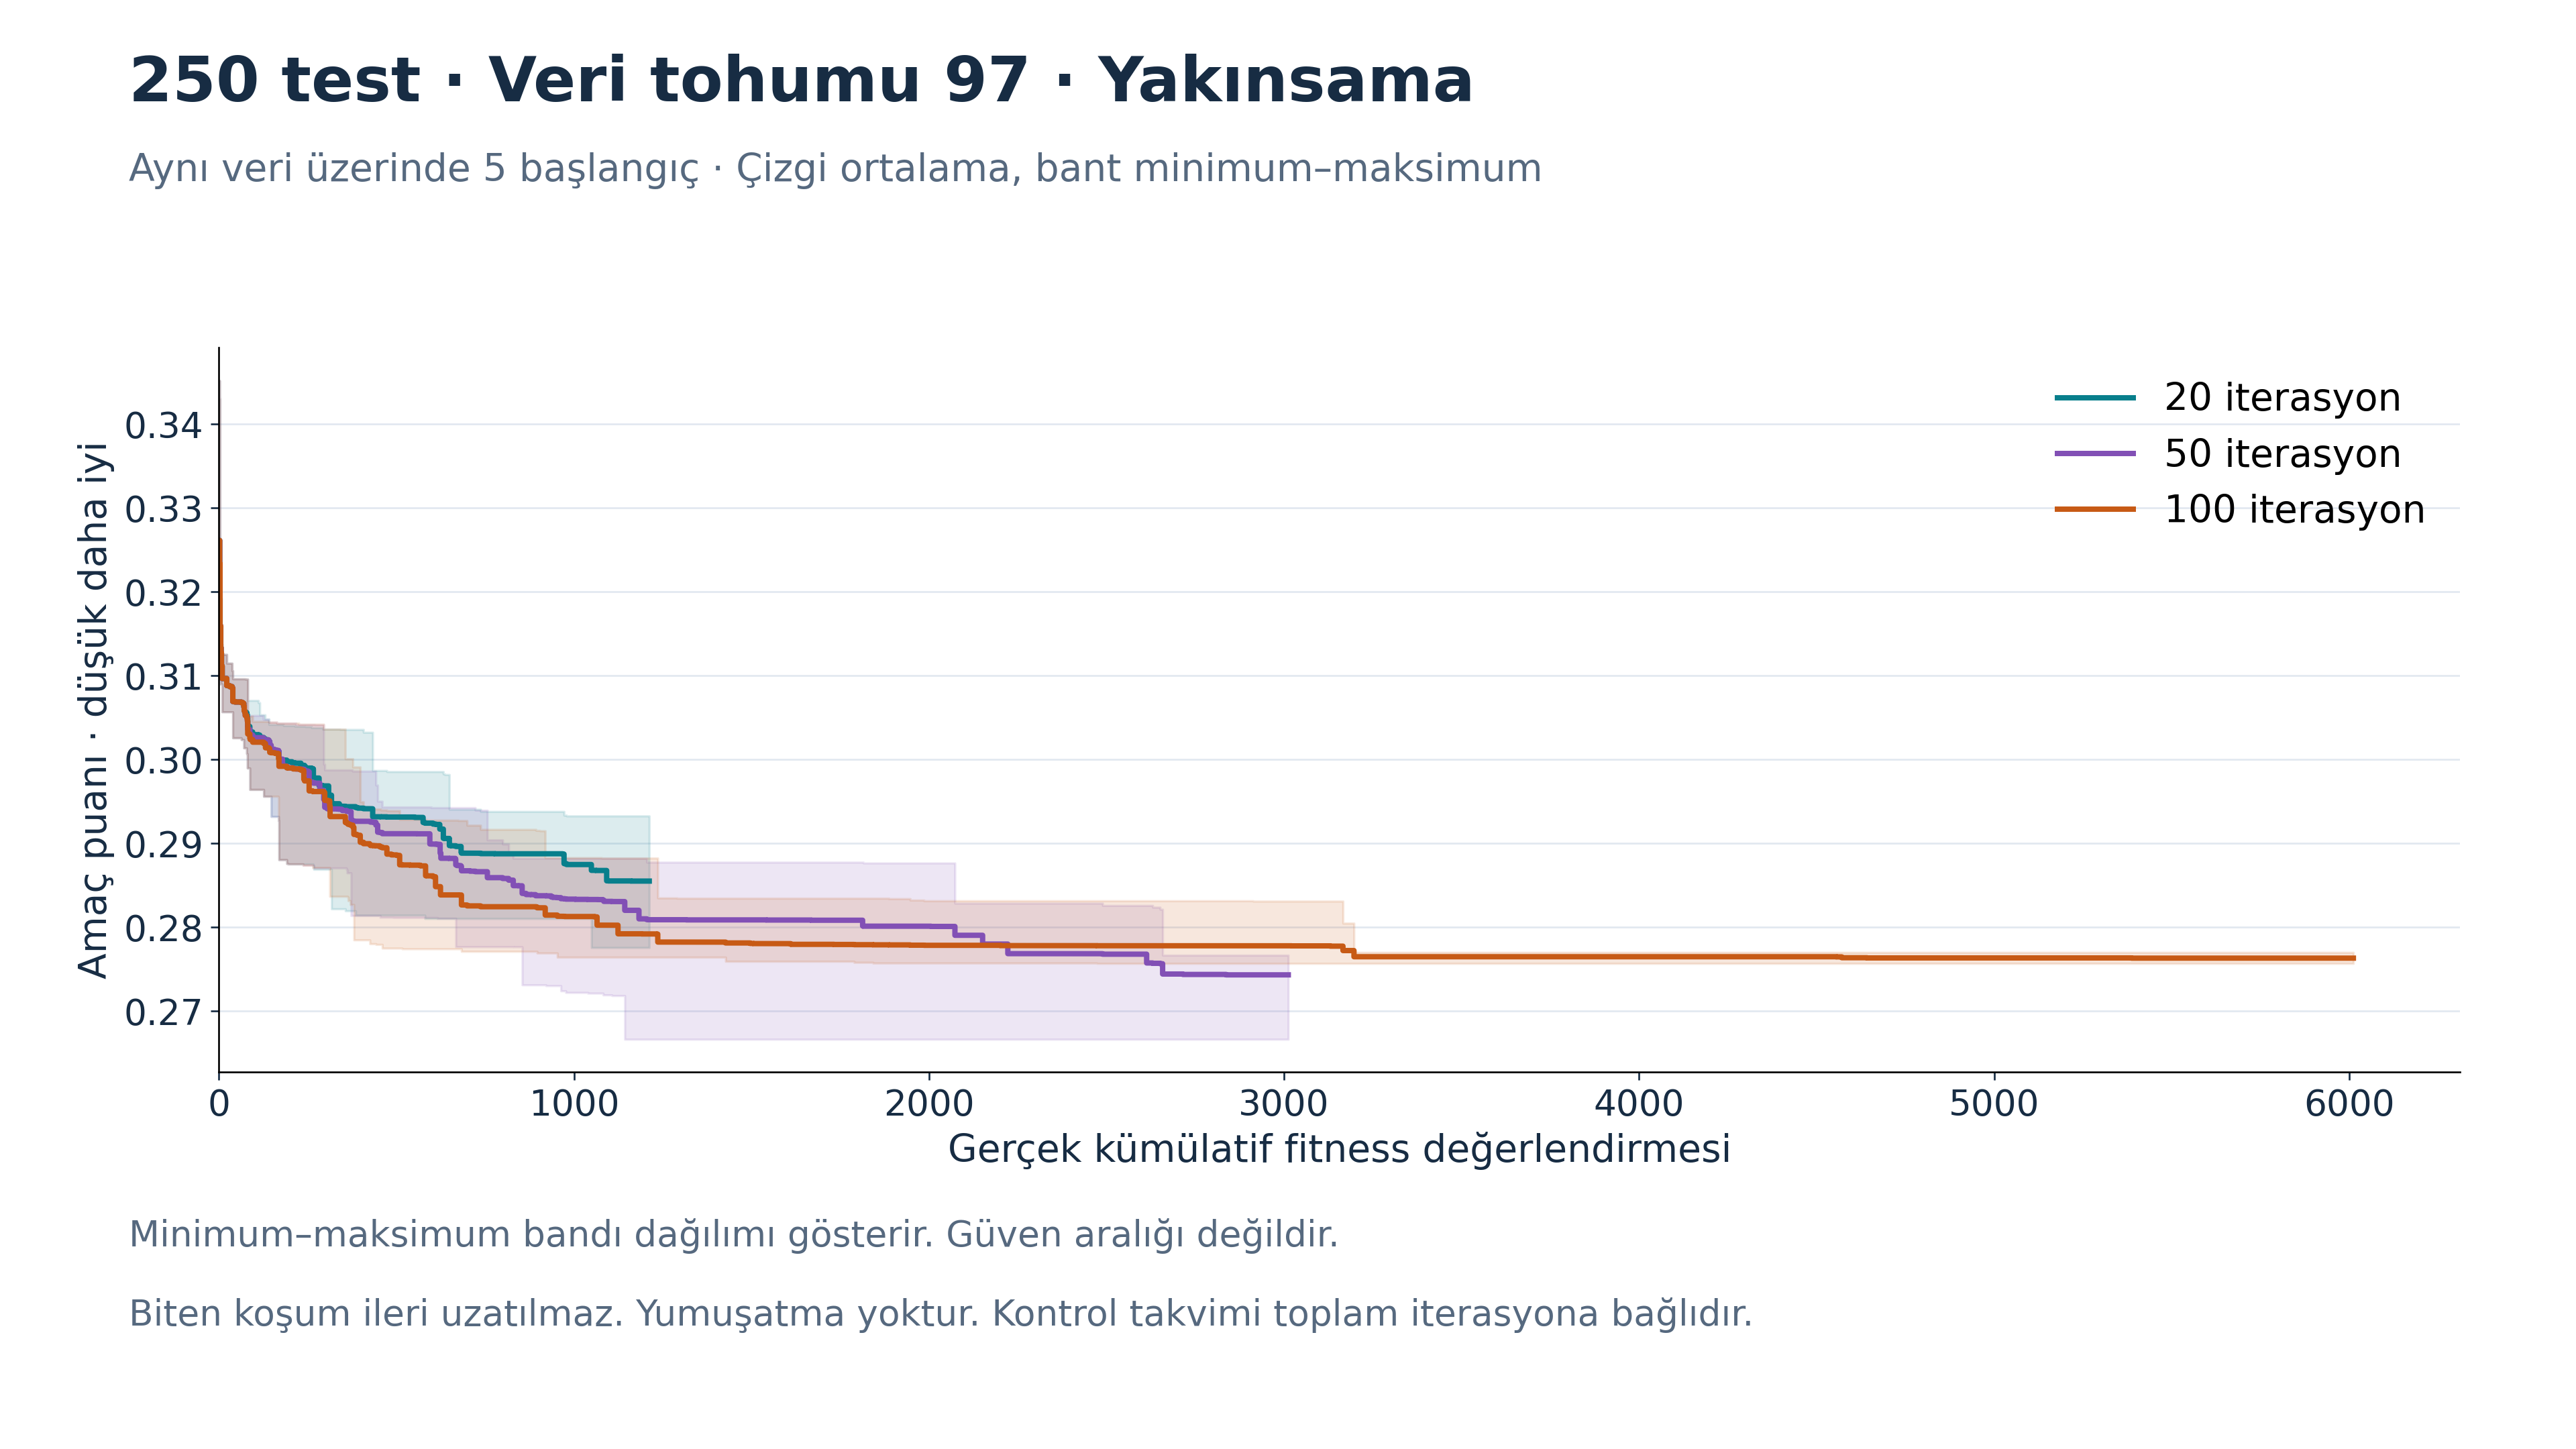 250 test · Veri tohumu 97 · Yakınsama
Aynı veri üzerinde 5 başlangıç · Çizgi ortalama, bant minimum–maksimum
20 iterasyon
50 iterasyon
100 iterasyon
Amaç puanı · düşük daha iyi
0.34
0.33
0.32
0.31
0.30
0.29
0.28
0.27
0 1000 2000 3000 4000 5000 6000
Gerçek kümülatif fitness değerlendirmesi
Minimum–maksimum bandı dağılımı gösterir. Güven aralığı değildir.
Biten koşum ileri uzatılmaz. Yumuşatma yoktur. Kontrol takvimi toplam iterasyona bağlıdır.